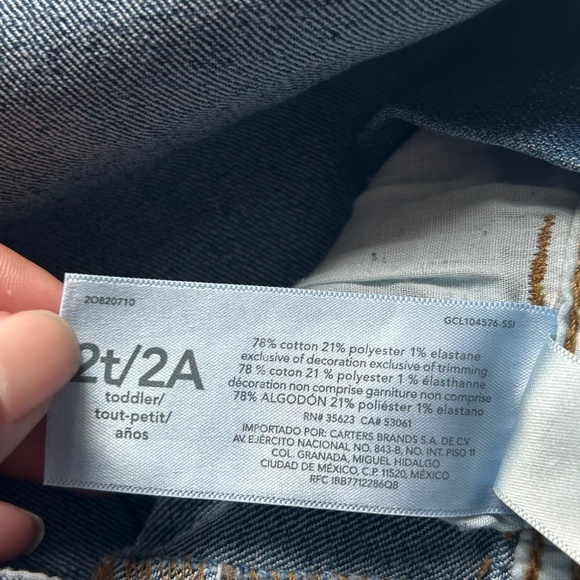 2O820710
GCL104576-SSI
2t/2A
toddler/
tout-petit/
años
78% cotton 21% polyester 1% elastane
exclusive of decoration exclusive of trimming
78 % coton 21 % polyester 1 % élasthanne
décoration non comprise garniture non comprise
78% ALGODÓN 21% poliéster 1% elastano
RN# 35623 CA# 53061
IMPORTADO POR: CARTERS BRANDS S.A. DE C.V.
AV. EJÉRCITO NACIONAL NO. 843-B, NO. INT. PISO 11
COL. GRANADA, MIGUEL HIDALGO
CIUDAD DE MÉXICO, C.P. 11520, MÉXICO
RFC IBB7712286Q8